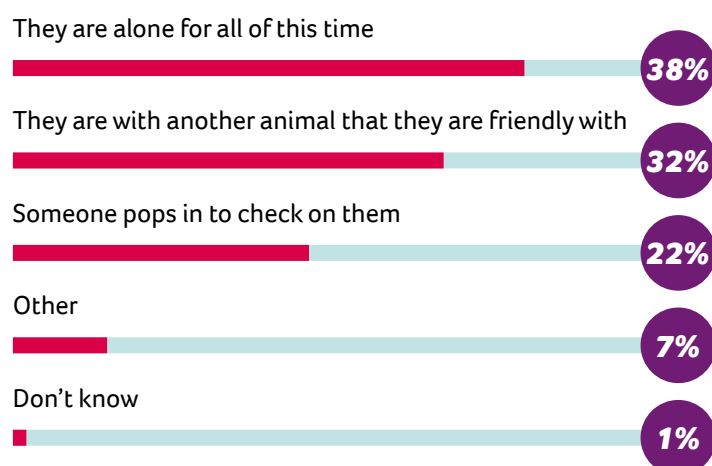 They are alone for all of this time
38%
They are with another animal that they are friendly with
32%
Someone pops in to check on them
22%
Other
7%
Don’t know
1%